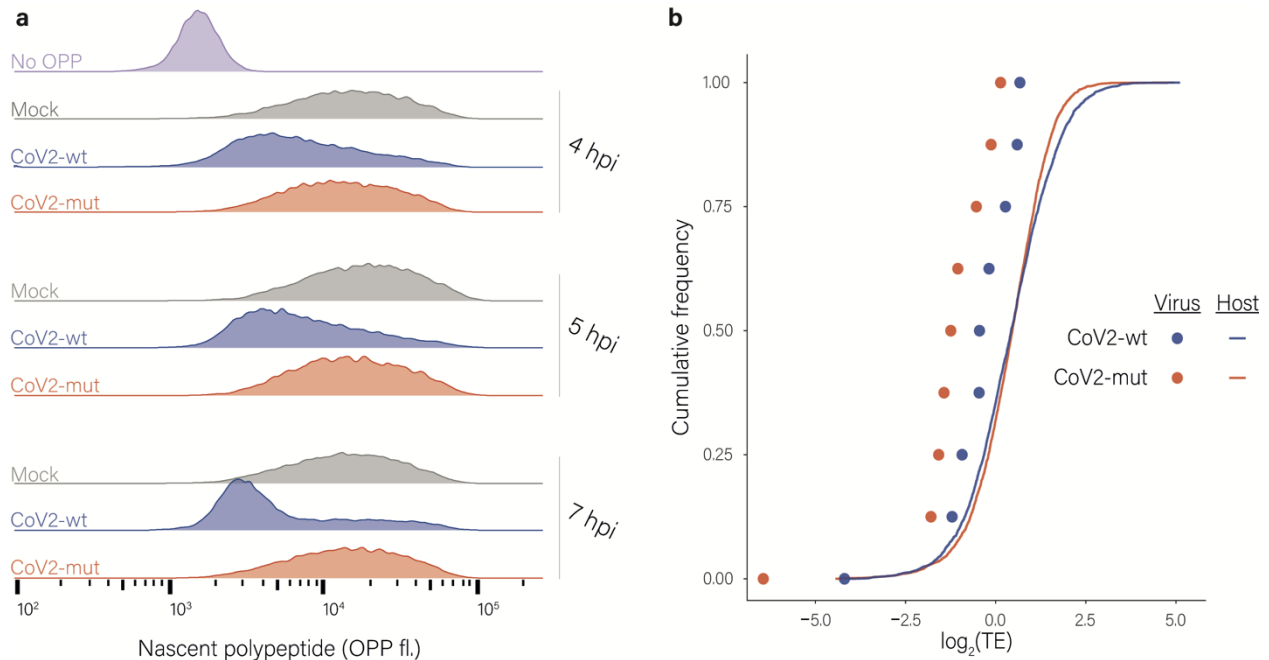 a
No OPP
Mock
CoV2-wt
CoV2-mut
4 hpi
Mock
CoV2-wt
CoV2-mut
5 hpi
Mock
CoV2-wt
CoV2-mut
7 hpi
10² 10³ 10⁴ 10⁵
Nascent polypeptide (OPP fl.)
b
Cumulative frequency
1.00
0.75
0.50
0.25
0.00
−5.0 −2.5 0.0 2.5 5.0
log₂(TE)
Virus Host
CoV2-wt
CoV2-mut